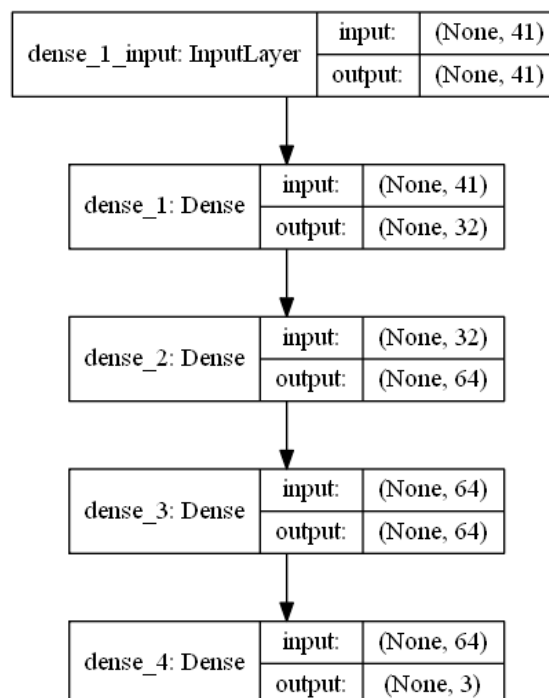 dense_1_input: InputLayer
input: (None, 41)
output: (None, 41)
dense_1: Dense
input: (None, 41)
output: (None, 32)
dense_2: Dense
input: (None, 32)
output: (None, 64)
dense_3: Dense
input: (None, 64)
output: (None, 64)
dense_4: Dense
input: (None, 64)
output: (None, 3)